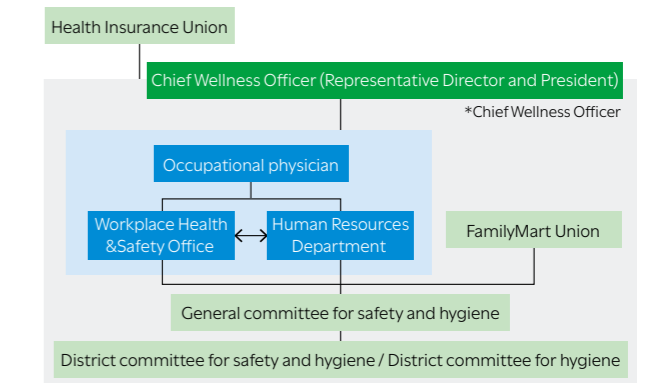 Health Insurance Union
Chief Wellness Officer (Representative Director and President)
*Chief Wellness Officer
Occupational physician
Workplace Health
&Safety Office
Human Resources
Department
FamilyMart Union
General committee for safety and hygiene
District committee for safety and hygiene / District committee for hygiene